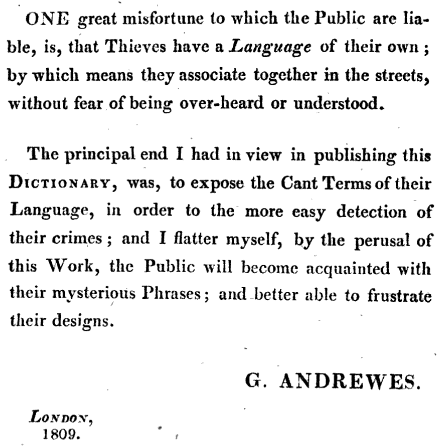 ONE great misfortune to which the Public are lia-
ble, is, that Thieves have a Language of their own ;
by which means they associate together in the streets,
without fear of being over-heard or understood.
The principal end I had in view in publishing this
DICTIONARY, was, to expose the Cant Terms of their
Language, in order to the more easy detection of
their crimes ; and I flatter myself, by the perusal of
this Work, the Public will become acquainted with
their mysterious Phrases ; and better able to frustrate
their designs.
G. ANDREWES.
LONDON,
1809.